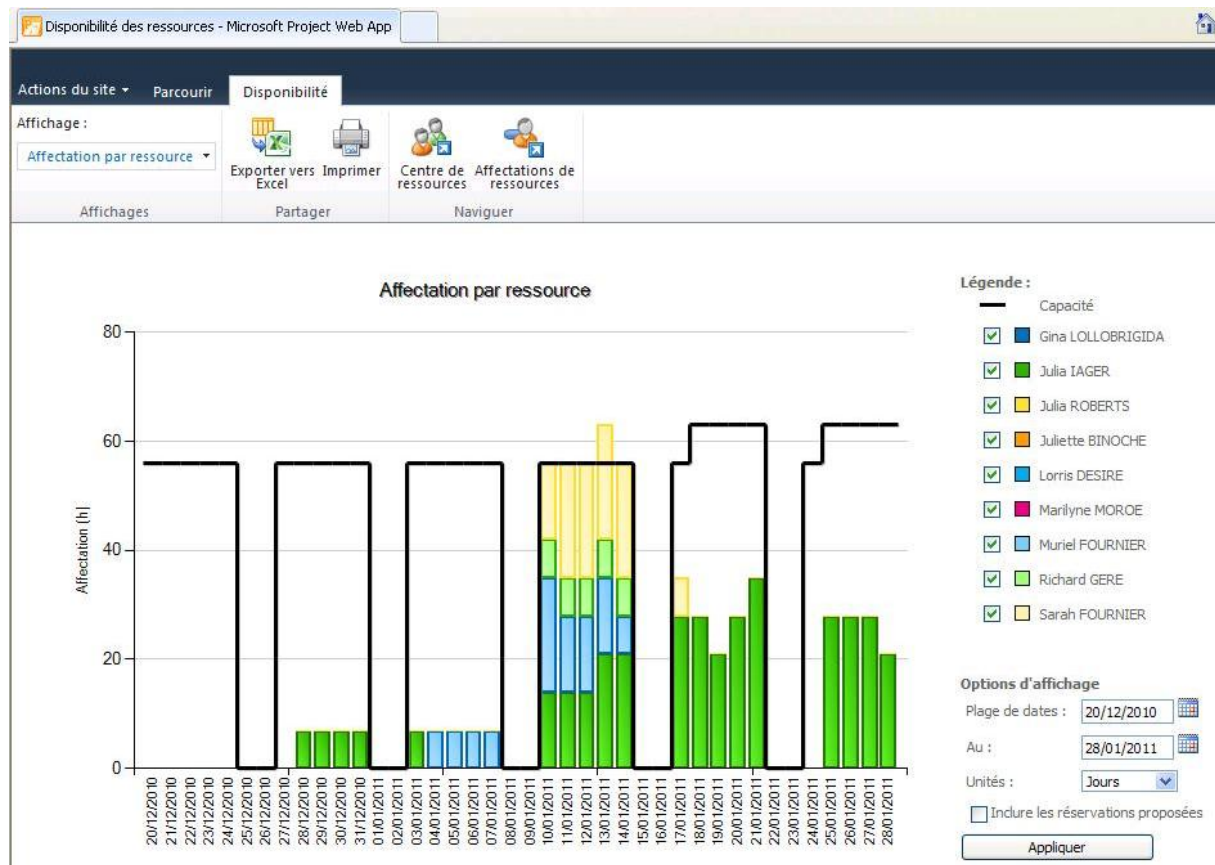 Disponibilité des ressources - Microsoft Project Web App
Actions du site
Parcourir
Disponibilité
Affichage :
Affectation par ressource
Exporter vers Excel
Imprimer
Centre de ressources
Affectations de ressources
Affichages
Partager
Naviguer
Affectation par ressource
Affectation (h)
80
60
40
20
0
20/12/2010
21/12/2010
22/12/2010
23/12/2010
24/12/2010
25/12/2010
26/12/2010
27/12/2010
28/12/2010
29/12/2010
30/12/2010
31/12/2010
01/01/2011
02/01/2011
03/01/2011
04/01/2011
05/01/2011
06/01/2011
07/01/2011
08/01/2011
09/01/2011
10/01/2011
11/01/2011
12/01/2011
13/01/2011
14/01/2011
15/01/2011
16/01/2011
17/01/2011
18/01/2011
19/01/2011
20/01/2011
21/01/2011
22/01/2011
23/01/2011
24/01/2011
25/01/2011
26/01/2011
27/01/2011
28/01/2011
Légende :
Capacité
Gina LOLLOBRIGIDA
Julia IAGER
Julia ROBERTS
Juliette BINOCHE
Lorris DESIRE
Marilyne MOROE
Muriel FOURNIER
Richard GERE
Sarah FOURNIER
Options d'affichage
Plage de dates : 20/12/2010
Au : 28/01/2011
Unités : Jours
Inclure les réservations proposées
Appliquer